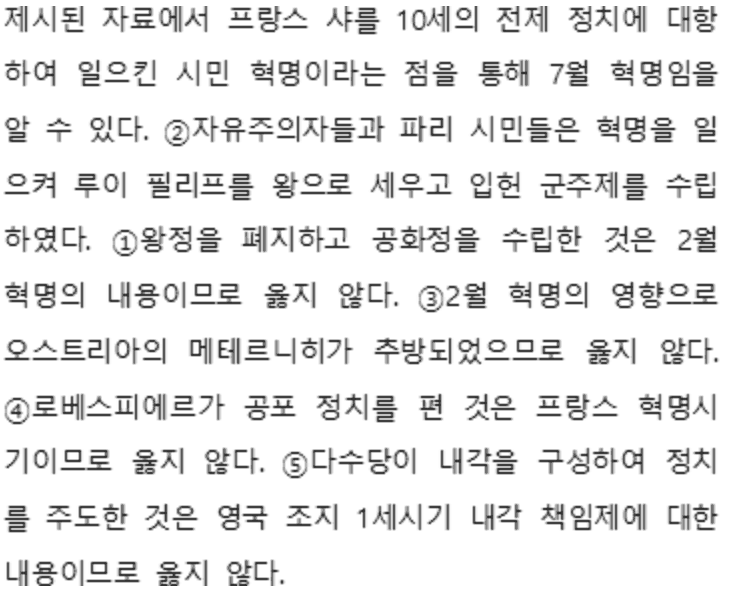 제시된 자료에서 프랑스 샤를 10세의 전제 정치에 대항
하여 일으킨 시민 혁명이라는 점을 통해 7월 혁명임을
알 수 있다. ②자유주의자들과 파리 시민들은 혁명을 일
으켜 루이 필리프를 왕으로 세우고 입헌 군주제를 수립
하였다. ①왕정을 폐지하고 공화정을 수립한 것은 2월
혁명의 내용이므로 옳지 않다. ③2월 혁명의 영향으로
오스트리아의 메테르니히가 추방되었으므로 옳지 않다.
④로베스피에르가 공포 정치를 편 것은 프랑스 혁명시
기이므로 옳지 않다. ⑤다수당이 내각을 구성하여 정치
를 주도한 것은 영국 조지 1세시기 내각 책임제에 대한
내용이므로 옳지 않다.